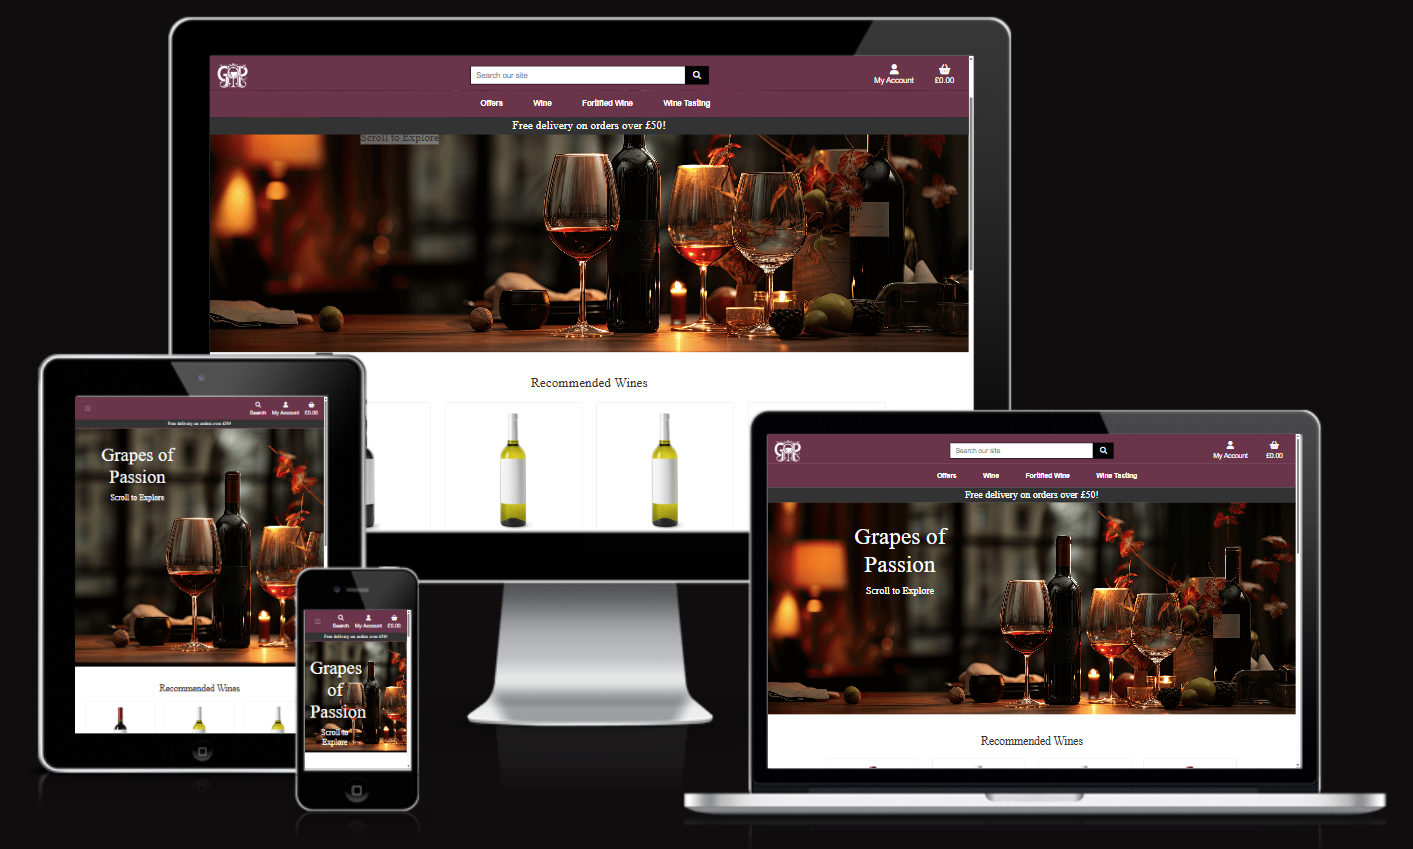 GP
Search our site
My Account
£0.00
Offers
Wine
Fortified Wine
Wine Tasting
Free delivery on orders over £50!
Scroll to Explore
Recommended Wines
Search
My Account
£0.00
Free delivery on orders over £50!
Grapes of
Passion
Scroll to Explore
Recommended Wines
Search
My Account
£0.00
Free delivery on orders over £50!
Grapes
of
Passion
Scroll to
Explore
GP
Search our site
My Account
£0.00
Offers
Wine
Fortified Wine
Wine Tasting
Free delivery on orders over £50!
Grapes of
Passion
Scroll to Explore
Recommended Wines